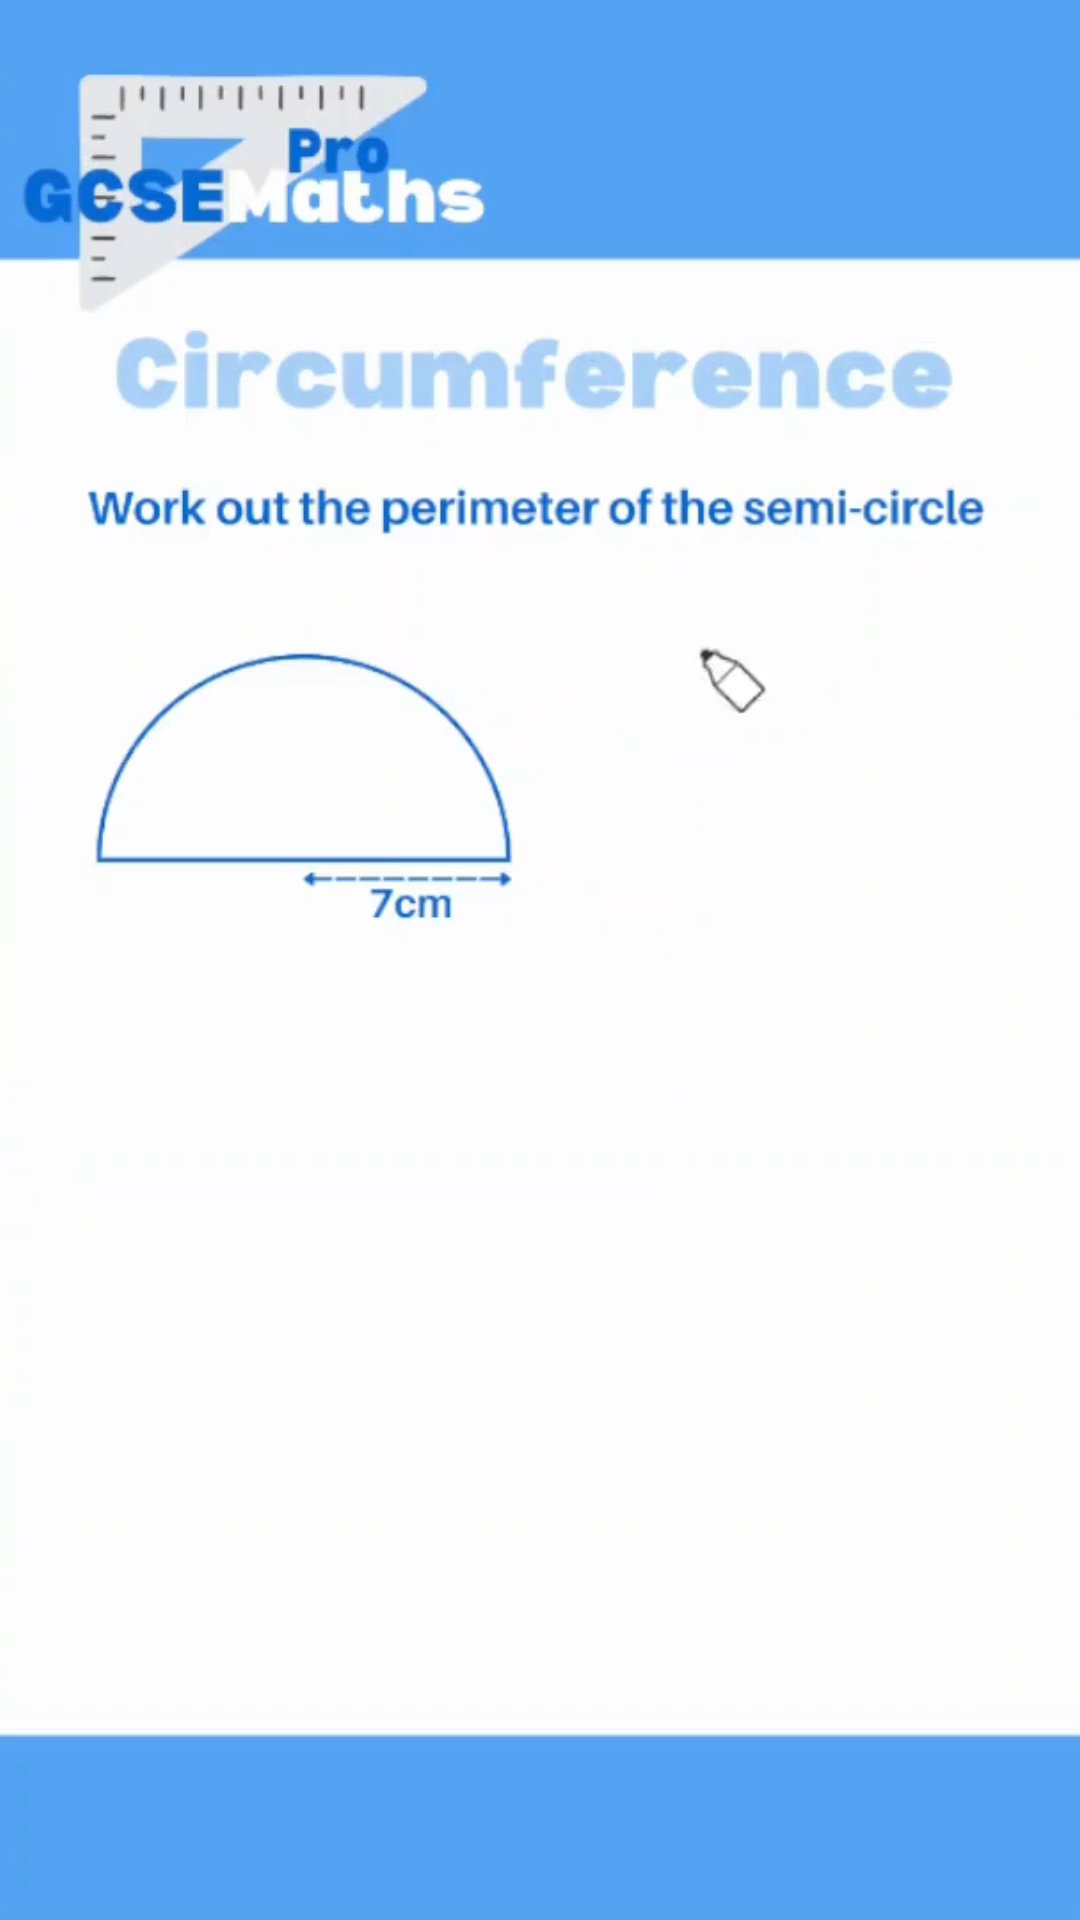 Pro
GCSEMaths
Circumference
Work out the perimeter of the semi-circle
7cm